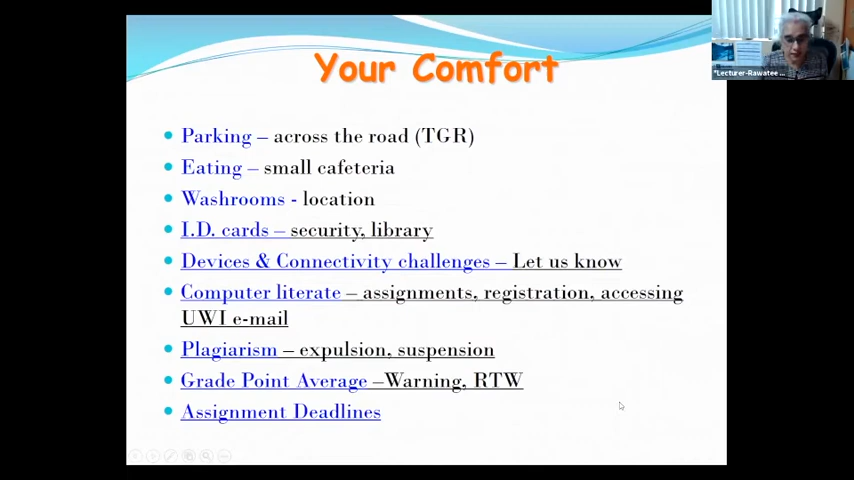 Your Comfort
Parking – across the road (TGR)
Eating – small cafeteria
Washrooms - location
I.D. cards – security, library
Devices & Connectivity challenges – Let us know
Computer literate – assignments, registration, accessing
UWI e-mail
Plagiarism – expulsion, suspension
Grade Point Average –Warning, RTW
Assignment Deadlines
*Lecturer-Rawatee ...